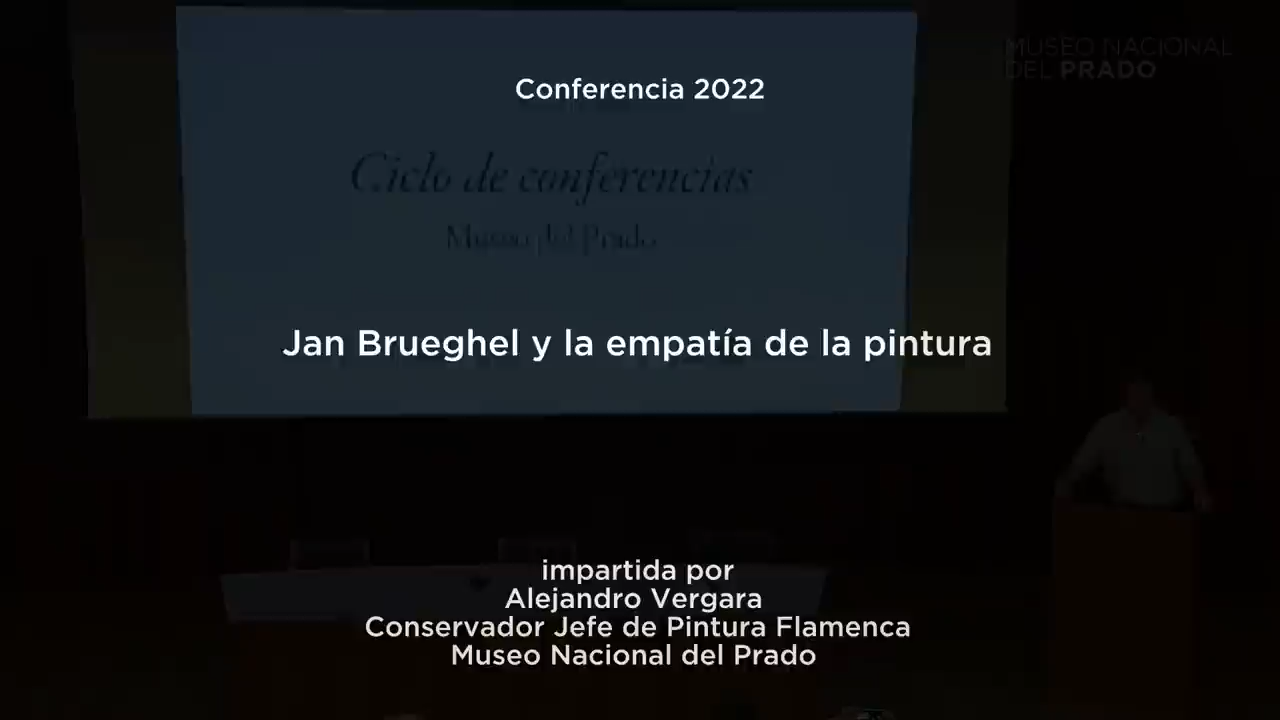 MUSEO NACIONAL
DEL PRADO
Conferencia 2022
Ciclo de conferencias
Museo del Prado
Jan Brueghel y la empatía de la pintura
impartida por
Alejandro Vergara
Conservador Jefe de Pintura Flamenca
Museo Nacional del Prado